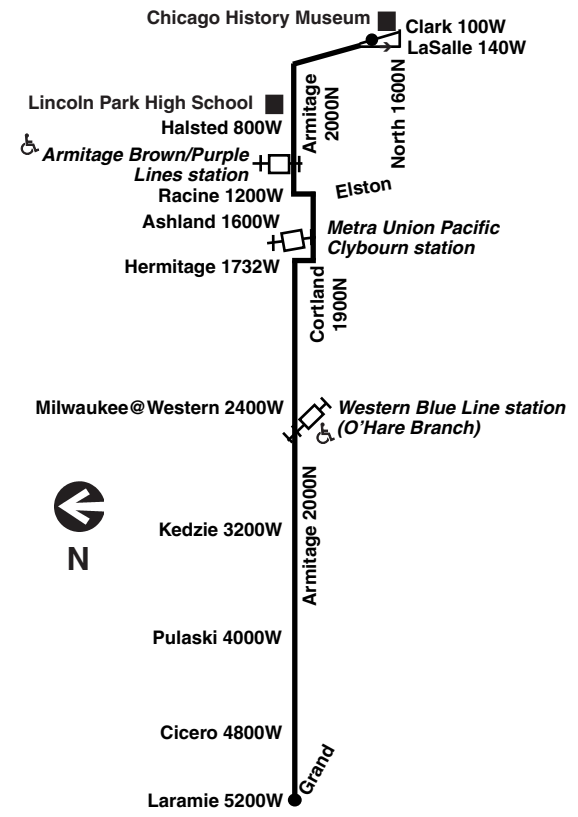 Chicago History Museum
Clark 100W
LaSalle 140W
North 1600N
Armitage
2000N
Lincoln Park High School
Halsted 800W
Armitage Brown/Purple
Lines station
Racine 1200W
Elston
Ashland 1600W
Metra Union Pacific
Clybourn station
Hermitage 1732W
Cortland
1900N
Milwaukee@Western 2400W
Western Blue Line station
(O'Hare Branch)
N
Kedzie 3200W
Armitage 2000N
Pulaski 4000W
Cicero 4800W
Grand
Laramie 5200W